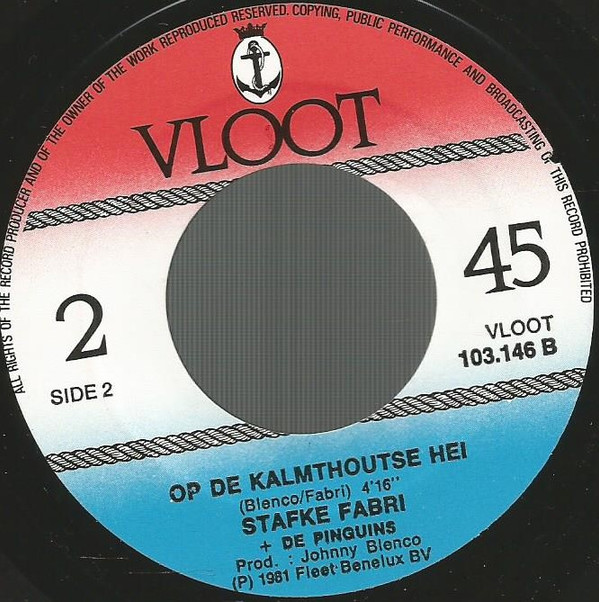 ALL RIGHTS OF THE RECORD PRODUCER AND OF THE OWNER OF THE WORK REPRODUCED RESERVED. COPYING, PUBLIC PERFORMANCE AND BROADCASTING OF THIS RECORD PROHIBITED
VLOOT
2
SIDE 2
45
VLOOT
103.146 B
OP DE KALMTHOUTSE HEI
(Blenco/Fabri) 4'16"
STAFKE FABRI
+ DE PINGUINS
Prod. : Johnny Blenco
(P) 1981 Fleet Benelux BV